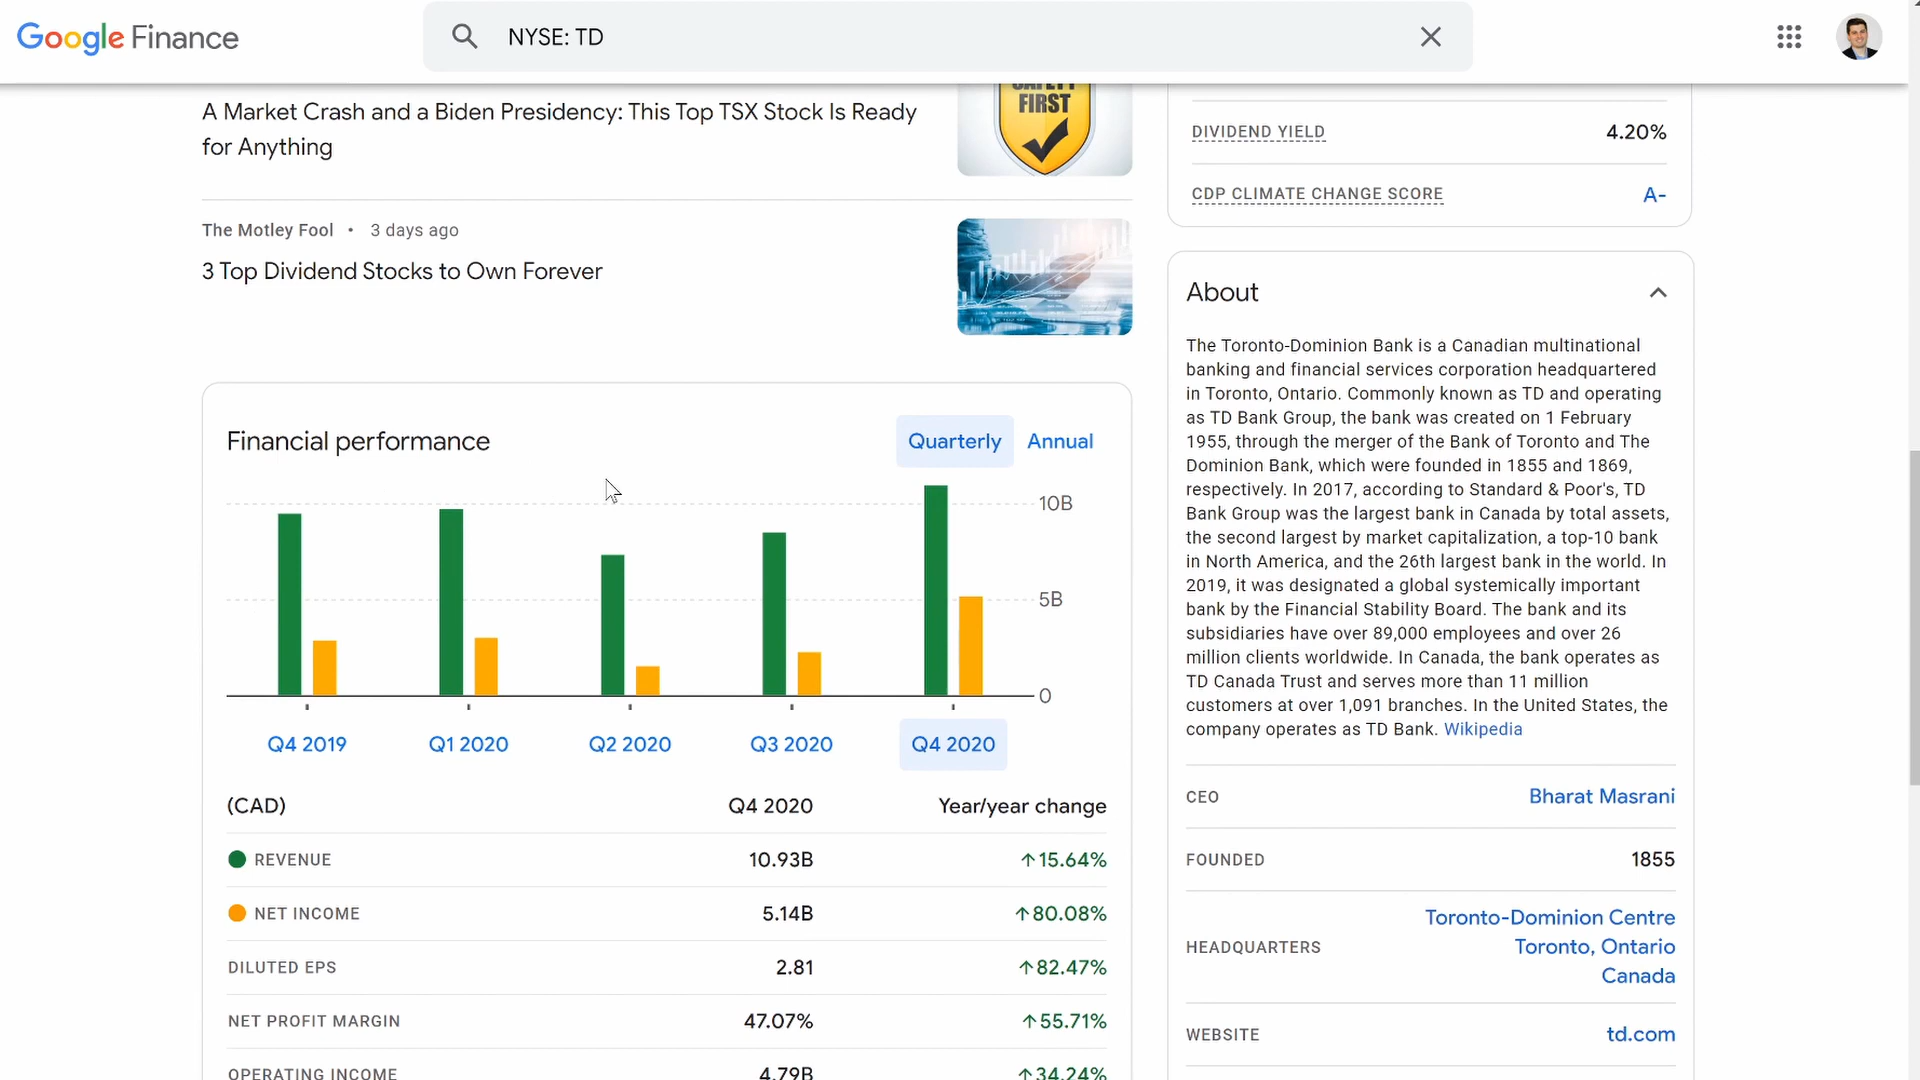 Google Finance
NYSE: TD
A Market Crash and a Biden Presidency: This Top TSX Stock Is Ready
for Anything
SAFETY
FIRST
The Motley Fool • 3 days ago
3 Top Dividend Stocks to Own Forever
Financial performance
Quarterly Annual
10B
5B
0
Q4 2019 Q1 2020 Q2 2020 Q3 2020 Q4 2020
(CAD) Q4 2020 Year/year change
REVENUE 10.93B ↑15.64%
NET INCOME 5.14B ↑80.08%
DILUTED EPS 2.81 ↑82.47%
NET PROFIT MARGIN 47.07% ↑55.71%
OPERATING INCOME 4.79B ↑34.24%
DIVIDEND YIELD 4.20%
CDP CLIMATE CHANGE SCORE A-
About
The Toronto-Dominion Bank is a Canadian multinational
banking and financial services corporation headquartered
in Toronto, Ontario. Commonly known as TD and operating
as TD Bank Group, the bank was created on 1 February
1955, through the merger of the Bank of Toronto and The
Dominion Bank, which were founded in 1855 and 1869,
respectively. In 2017, according to Standard & Poor's, TD
Bank Group was the largest bank in Canada by total assets,
the second largest by market capitalization, a top-10 bank
in North America, and the 26th largest bank in the world. In
2019, it was designated a global systemically important
bank by the Financial Stability Board. The bank and its
subsidiaries have over 89,000 employees and over 26
million clients worldwide. In Canada, the bank operates as
TD Canada Trust and serves more than 11 million
customers at over 1,091 branches. In the United States, the
company operates as TD Bank. Wikipedia
CEO Bharat Masrani
FOUNDED 1855
HEADQUARTERS Toronto-Dominion Centre
Toronto, Ontario
Canada
WEBSITE td.com